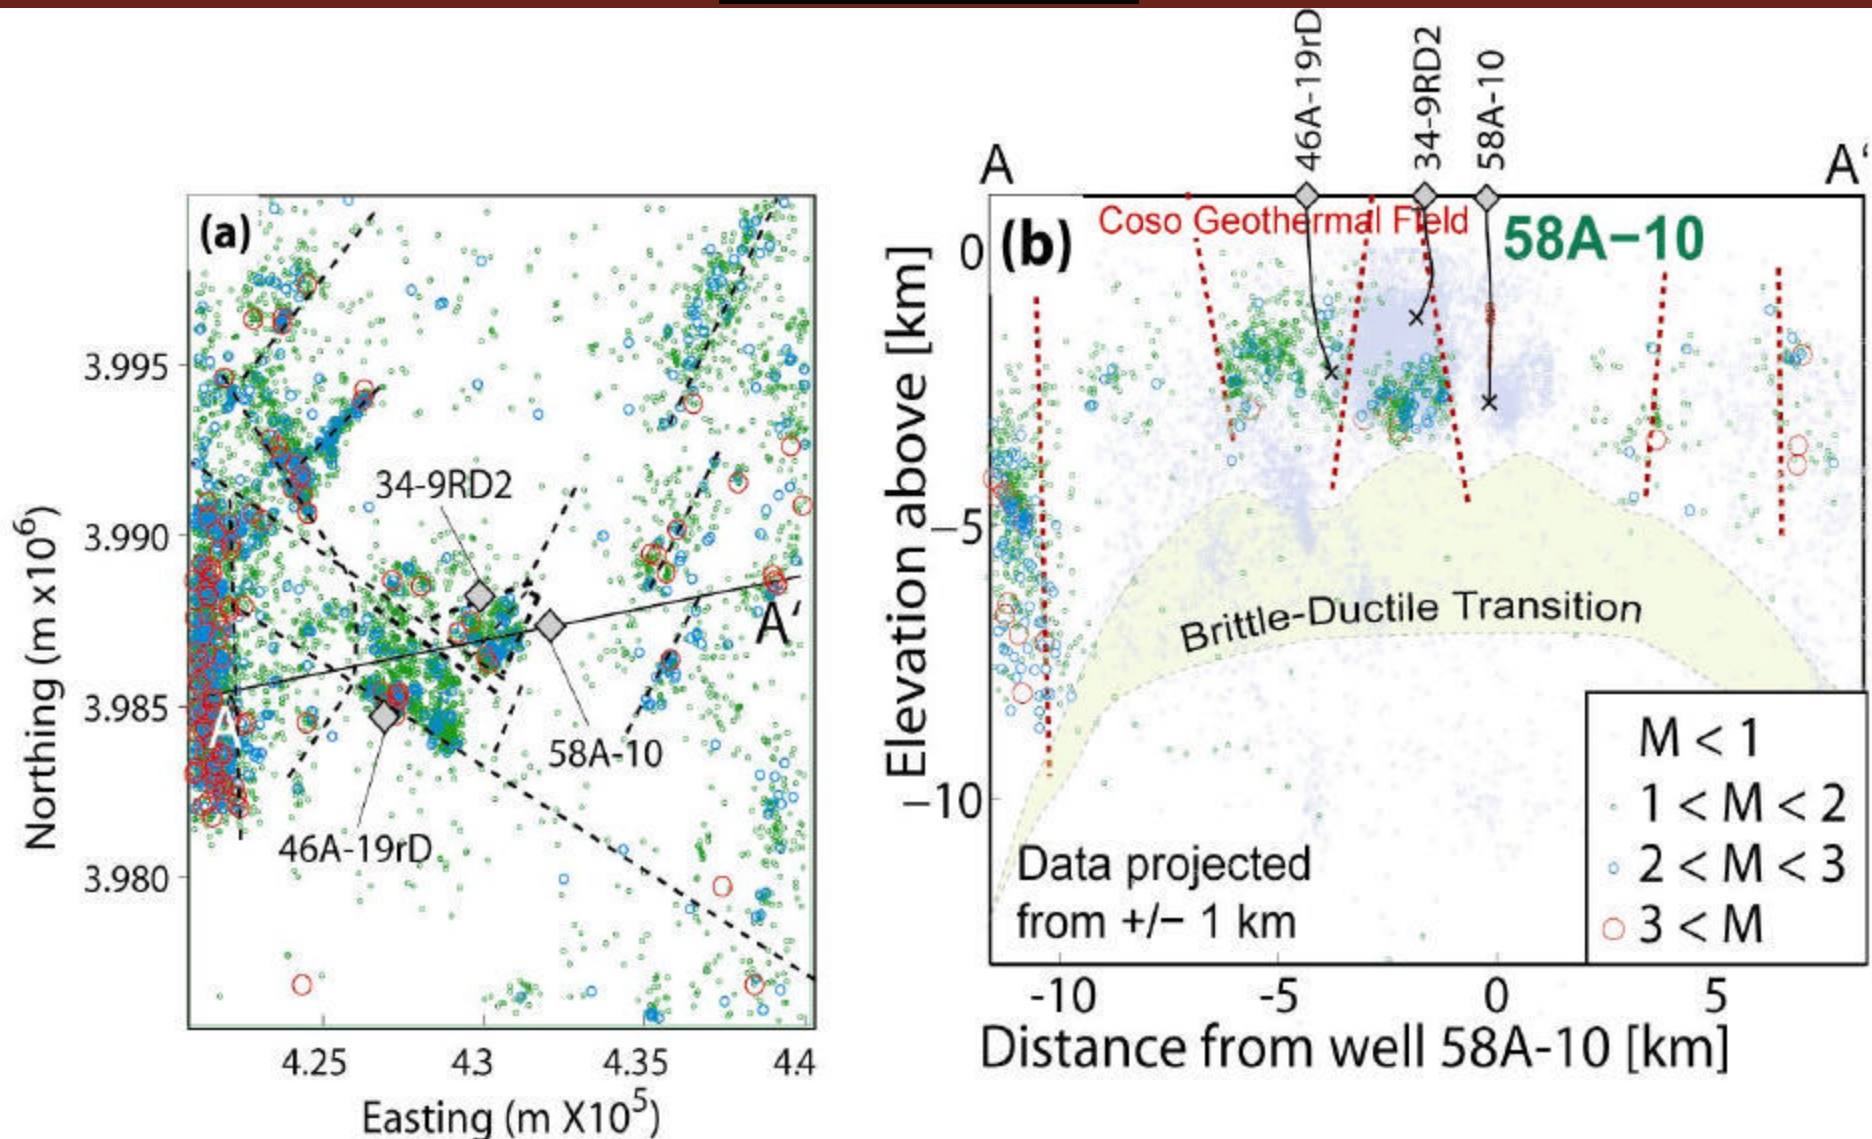 (a)
3.995
3.990
3.985
3.980
Northing (m x10⁶)
34-9RD2
58A-10
46A-19rD
A
A'
4.25
4.3
4.35
4.4
Easting (m X10⁵)
46A-19rD
34-9RD2
58A-10
A
A‘
(b)
Coso Geothermal Field
58A−10
0
−5
−10
Elevation above [km]
Brittle-Ductile Transition
Data projected
from +/− 1 km
M < 1
1 < M < 2
2 < M < 3
3 < M
-10
-5
0
5
Distance from well 58A-10 [km]